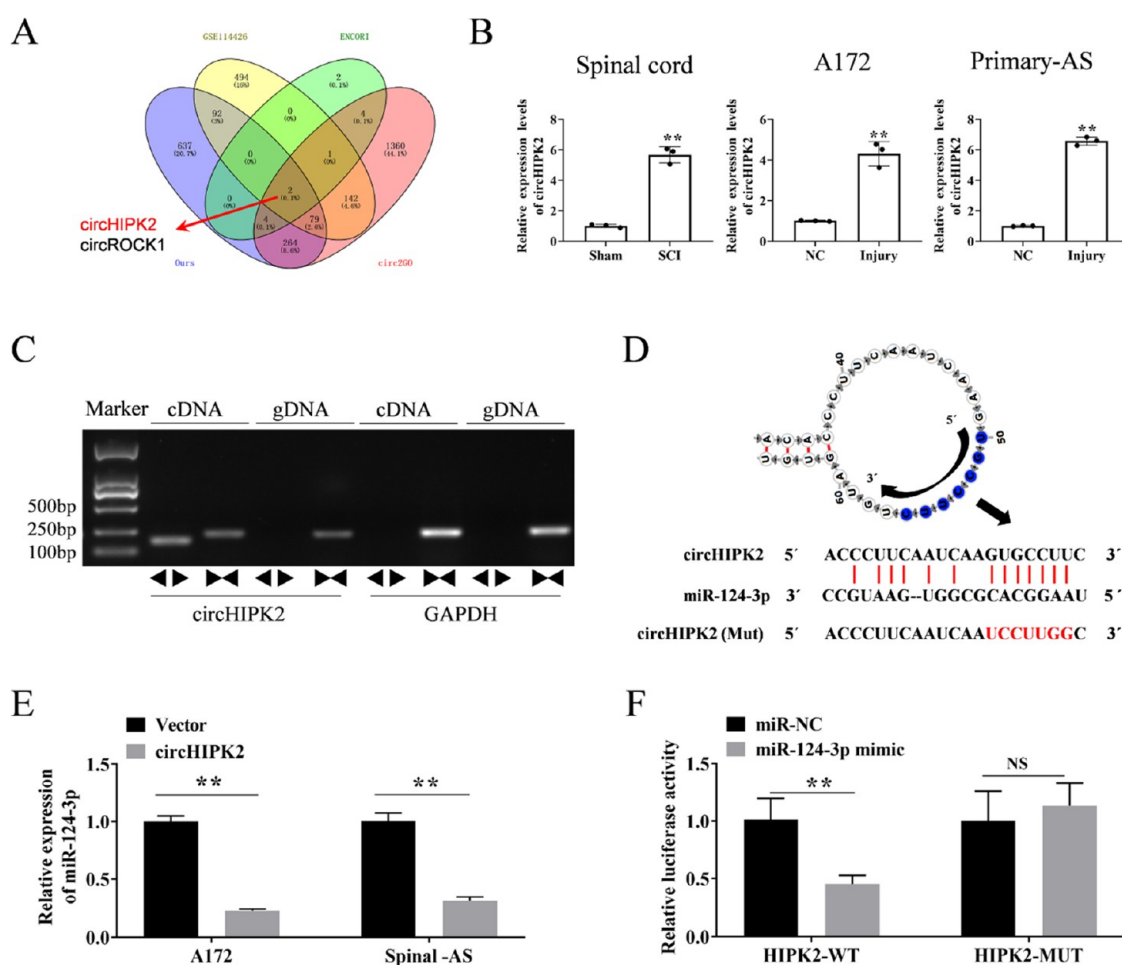 A
GSE114426
ENCORI
494
(16%)
2
(0.1%)
92
(3%)
0
(0%)
4
(0.1%)
637
(20.7%)
0
(0%)
1
(0%)
1360
(44.1%)
0
(0%)
2
(0.1%)
142
(4.6%)
4
(0.1%)
79
(2.6%)
264
(8.6%)
circHIPK2
circROCK1
Ours
circ2GO
B
Spinal cord
Relative expression levels
of circHIPK2
8
6
4
2
0
**
Sham
SCI
A172
Relative expression levels
of circHIPK2
6
4
2
0
**
NC
Injury
Primary-AS
Relative expression levels
of circHIPK2
8
6
4
2
0
**
NC
Injury
C
Marker
cDNA
gDNA
cDNA
gDNA
500bp
250bp
100bp
circHIPK2
GAPDH
D
40
50
60
5´
3´
circHIPK2 5´ ACCCUUCAAUCAAGUGCCUUC 3´
miR-124-3p 3´ CCGUAAG--UGGCGCACGGAAU 5´
circHIPK2 (Mut) 5´ ACCCUUCAAUCAAUCCUUGGC 3´
E
Vector
circHIPK2
Relative expression
of miR-124-3p
1.5
1.0
0.5
0.0
**
**
A172
Spinal -AS
F
miR-NC
miR-124-3p mimic
Relative luciferase activity
1.5
1.0
0.5
0.0
**
NS
HIPK2-WT
HIPK2-MUT